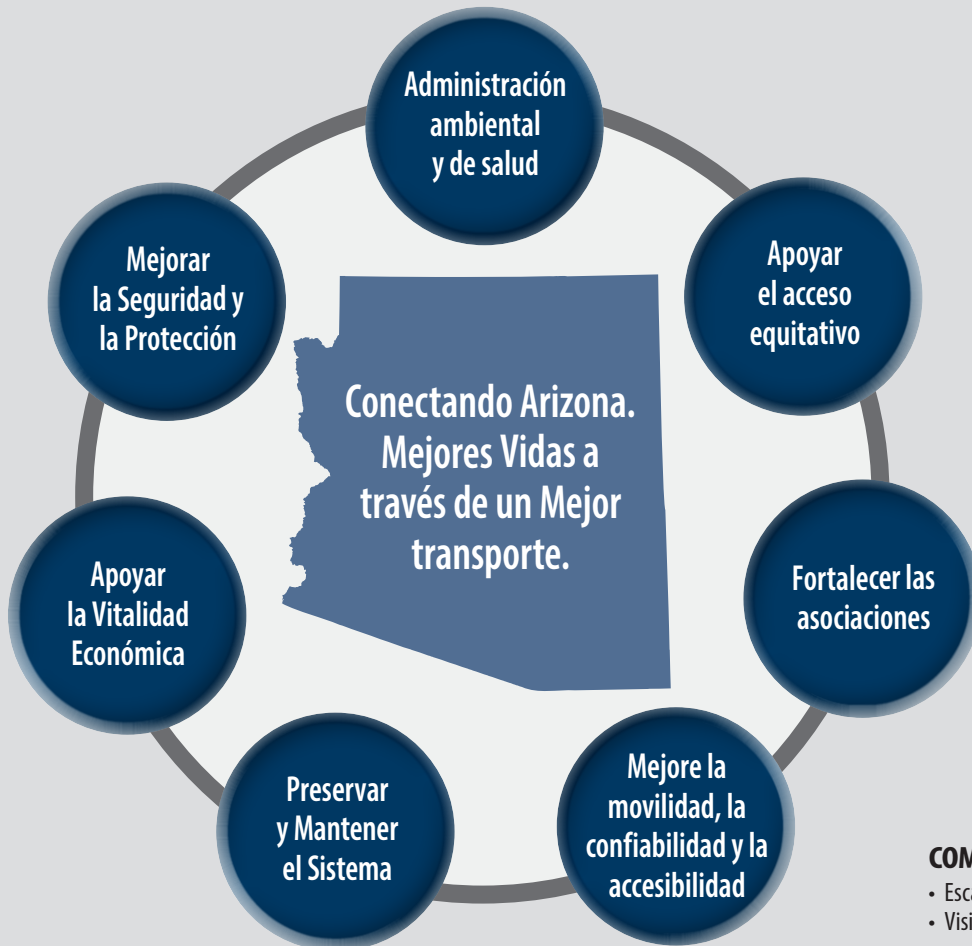 Administración
ambiental
y de salud
Apoyar
el acceso
equitativo
Fortalecer las
asociaciones
Mejore la
movilidad, la
confiabilidad y la
accesibilidad
Preservar
y Mantener
el Sistema
Apoyar
la Vitalidad
Económica
Mejorar
la Seguridad y
la Protección
Conectando Arizona.
Mejores Vidas a
través de un Mejor
transporte.